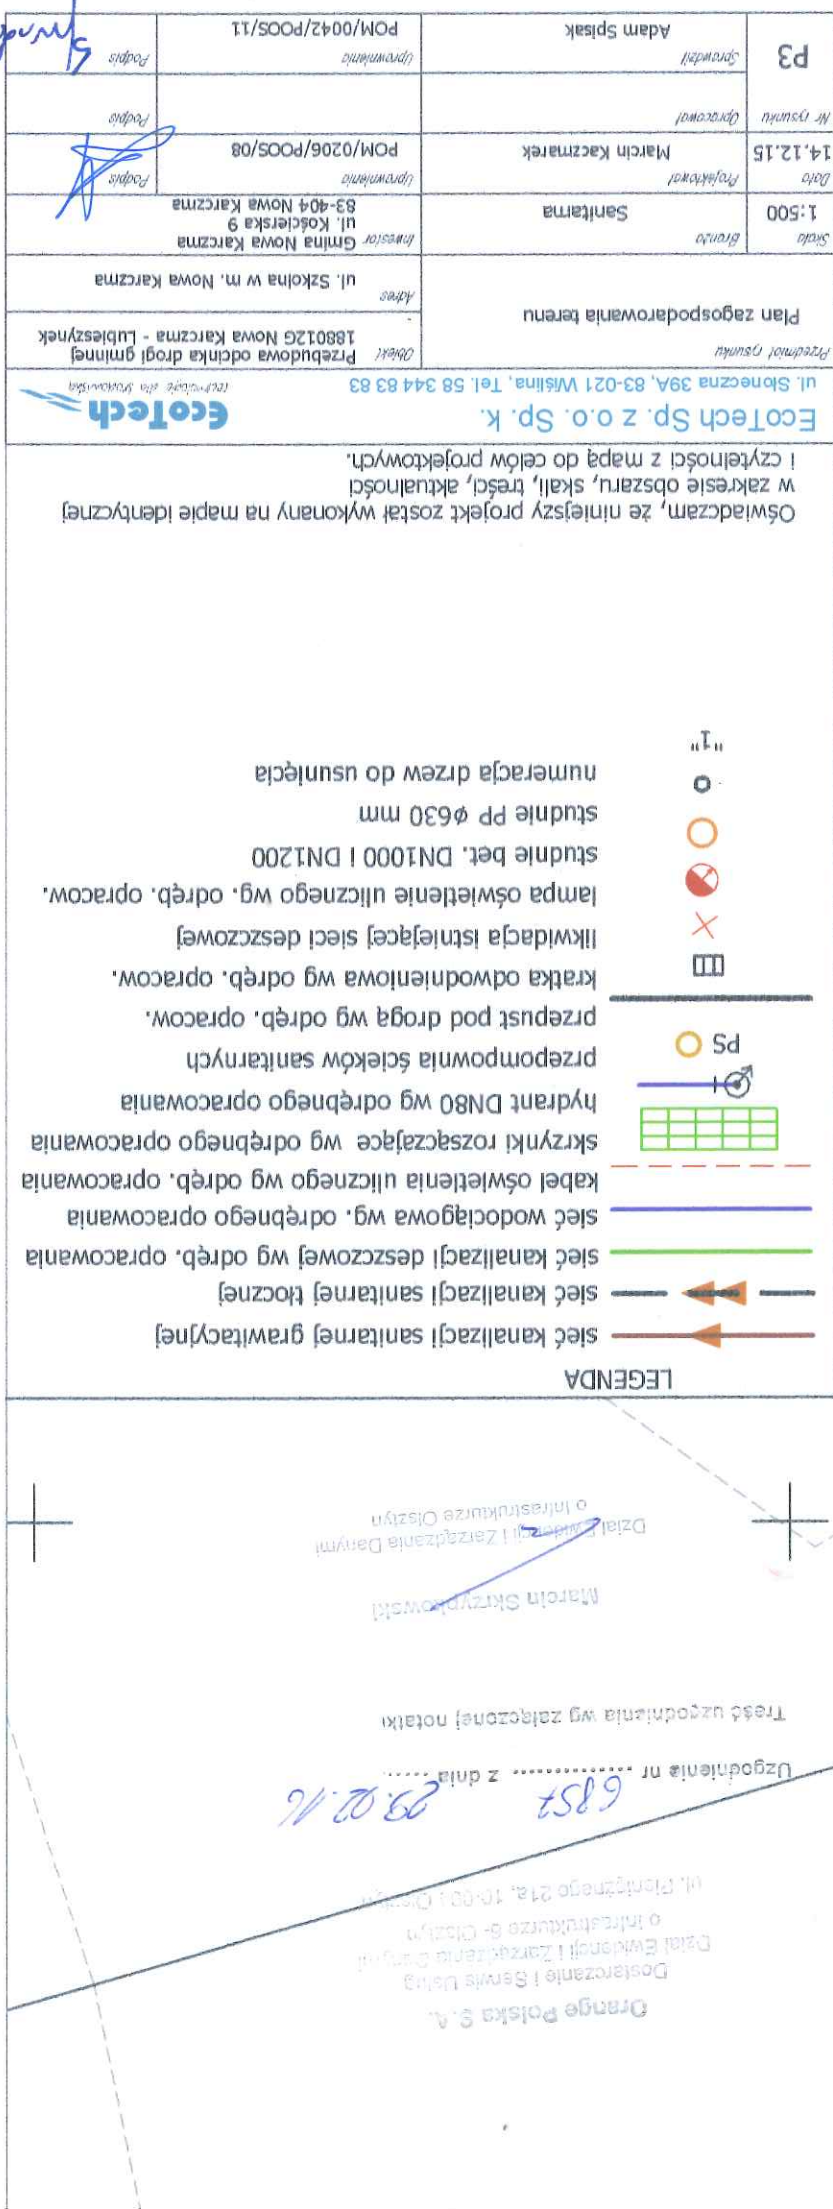 Orange Polska S.A.
Dostarczanie i Serwis Usług
Dział Ewidencji i Zarządzania Danymi
o Infrastrukturze 6- Olsztyn
ul. Pieniężnego 21a, 10-001 Olsztyn
Uzgodnienia nr 6857 z dnia 29.02.16
Treść uzgodnienia wg załączonej notatki
Marcin Skrzypkowski
Dział Ewidencji i Zarządzania Danymi
o Infrastrukturze Olsztyn
LEGENDA
sieć kanalizacji sanitarnej grawitacyjnej
sieć kanalizacji sanitarnej tłocznej
sieć kanalizacji deszczowej wg odręb. opracowania
sieć wodociągowa wg. odrębnego opracowania
kabel oświetlenia ulicznego wg odręb. opracowania
skrzynki rozsączające wg odrębnego opracowania
hydrant DN80 wg odrębnego opracowania
PS przepompownia ścieków sanitarnych
przepust pod drogą wg odręb. opracow.
kratka odwodnieniowa wg odręb. opracow.
likwidacja istniejącej sieci deszczowej
lampa oświetlenie ulicznego wg. odręb. opracow.
studnie bet. DN1000 i DN1200
studnie PP ø630 mm
numeracja drzew do usunięcia
"1"
Oświadczam, że niniejszy projekt został wykonany na mapie identycznej
w zakresie obszaru, skali, treści, aktualności
i czytelności z mapą do celów projektowych.
EcoTech Sp. z o.o. Sp. k.
ul. Słoneczna 39A, 83-021 Wiślina, Tel. 58 344 83 83
EcoTech
technologie dla środowiska
Przedmiot rysunku
Plan zagospodarowania terenu
Obiekt Przebudowa odcinka drogi gminnej
188012G Nowa Karczma - Lubieszynek
Adres
ul. Szkolna w m. Nowa Karczma
Skala
1:500
Branża
Sanitarna
Inwestor Gmina Nowa Karczma
ul. Kościerska 9
83-404 Nowa Karczma
Data
14.12.15
Projektował
Marcin Kaczmarek
Uprawnienia
POM/0206/POOS/08
Podpis
Nr rysunku
P3
Opracował
Podpis
Sprawdził
Adam Spisak
Uprawnienia
POM/0042/POOS/11
Podpis